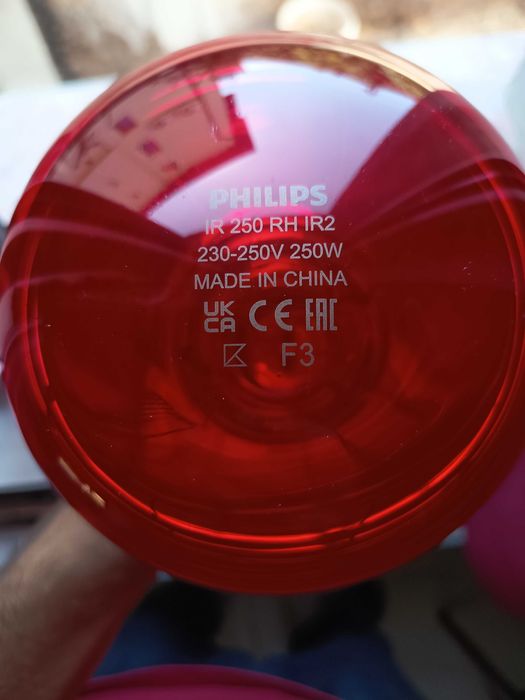 PHILIPS
IR 250 RH IR2
230-250V 250W
MADE IN CHINA
UK CA CE EAC
K F3